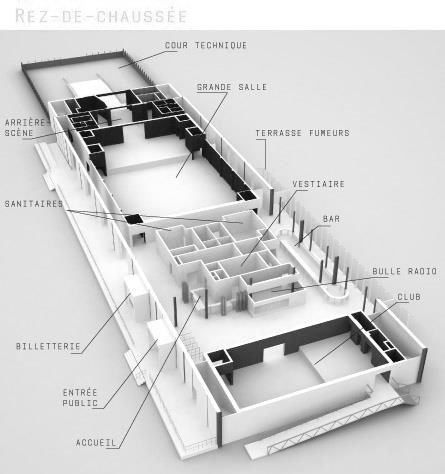 REZ-DE-CHAUSSÉE
COUR TECHNIQUE
GRANDE SALLE
ARRIÈRE-
SCÈNE
TERRASSE FUMEURS
VESTIAIRE
SANITAIRES
BAR
BULLE RADIO
CLUB
BILLETTERIE
ENTRÉE
PUBLIC
ACCUEIL